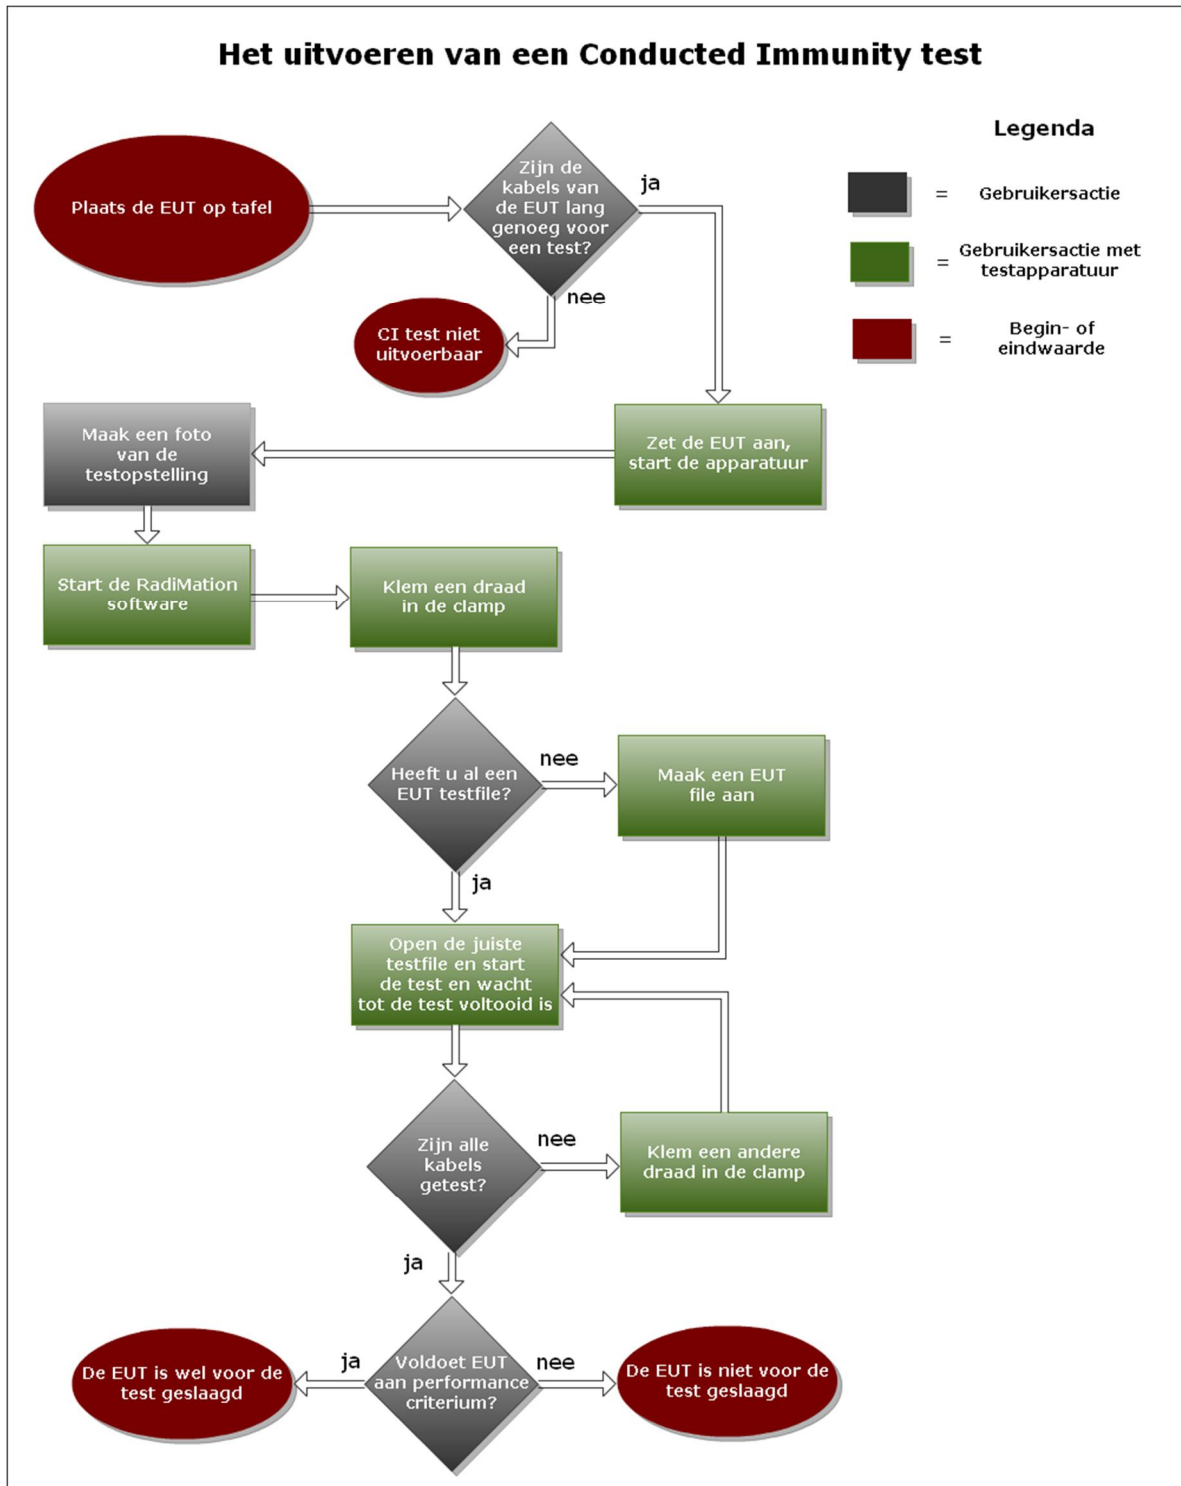 Het uitvoeren van een Conducted Immunity test
Legenda
=
Gebruikersactie
=
Gebruikersactie met
testapparatuur
=
Begin- of
eindwaarde
Plaats de EUT op tafel
Zijn de
kabels van
de EUT lang
genoeg voor
een test?
ja
nee
CI test niet
uitvoerbaar
Zet de EUT aan,
start de apparatuur
Maak een foto
van de
testopstelling
Start de RadiMation
software
Klem een draad
in de clamp
Heeft u al een
EUT testfile?
nee
Maak een EUT
file aan
ja
Open de juiste
testfile en start
de test en wacht
tot de test voltooid is
Zijn alle
kabels
getest?
nee
Klem een andere
draad in de clamp
ja
Voldoet EUT
aan performance
criterium?
ja
De EUT is wel voor de
test geslaagd
nee
De EUT is niet voor de
test geslaagd